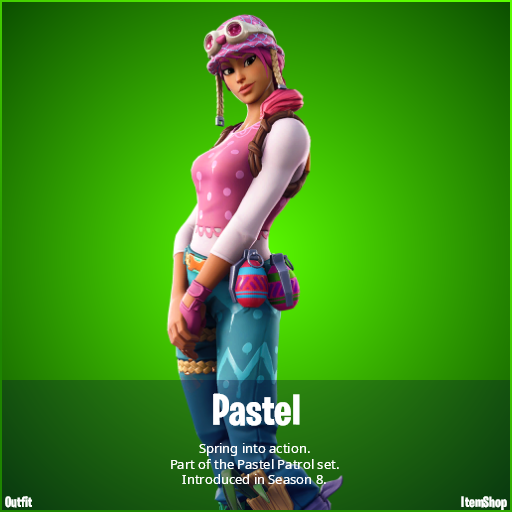 Pastel
Spring into action.
Part of the Pastel Patrol set.
Introduced in Season 8.
Outfit
ItemShop